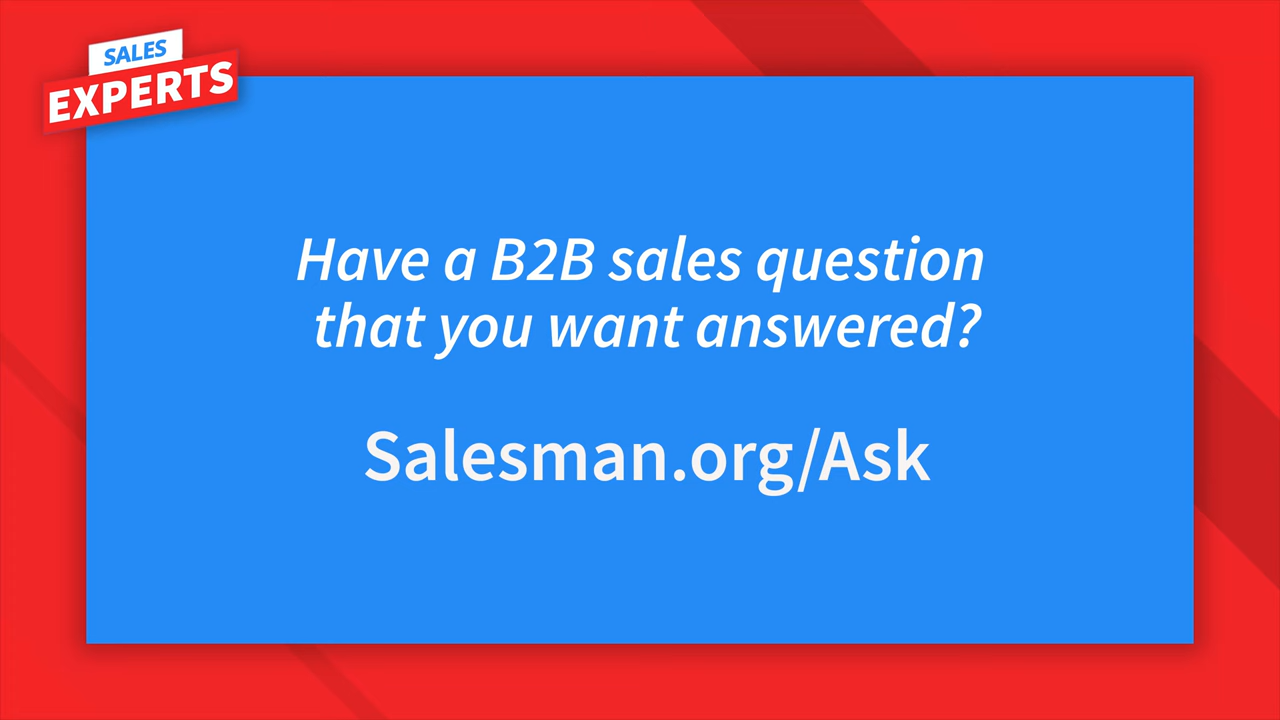 SALES
EXPERTS
Have a B2B sales question
that you want answered?
Salesman.org/Ask